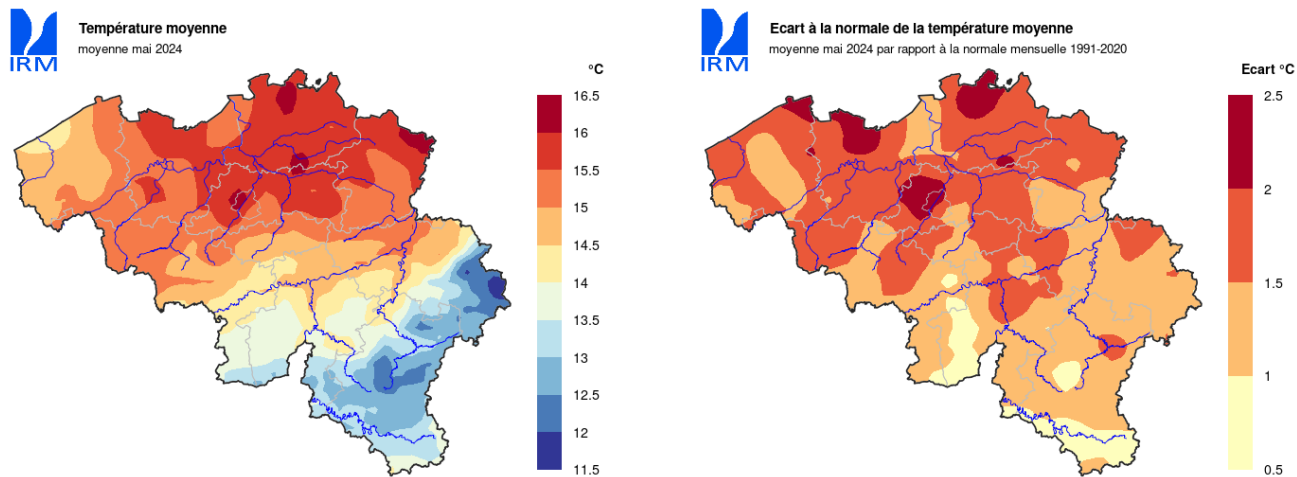 IRM
Température moyenne
moyenne mai 2024
°C
16.5
16
15.5
15
14.5
14
13.5
13
12.5
12
11.5
IRM
Ecart à la normale de la température moyenne
moyenne mai 2024 par rapport à la normale mensuelle 1991-2020
Ecart °C
2.5
2
1.5
1
0.5